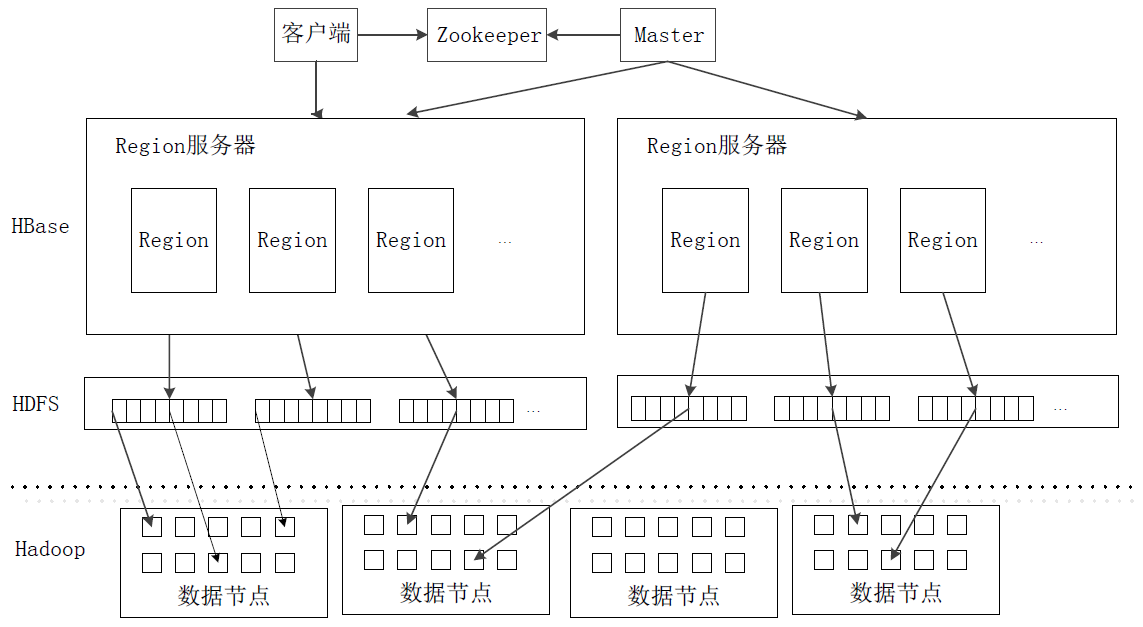 客户端
Zookeeper
Master
Region服务器
Region服务器
HBase
Region
Region
Region
...
Region
Region
Region
...
HDFS
...
...
Hadoop
数据节点
数据节点
数据节点
数据节点